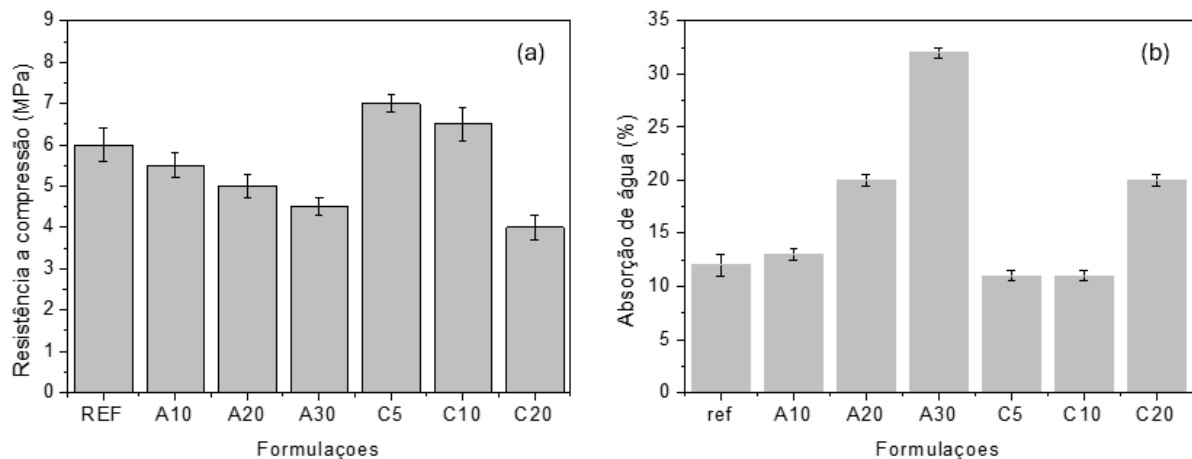 (a)
Resistência a compressão (MPa)
9
8
7
6
5
4
3
2
1
0
REF A10 A20 A30 C5 C10 C20
Formulaçoes
(b)
Absorção de água (%)
35
30
25
20
15
10
5
0
ref A10 A20 A30 C5 C10 C20
Formulaçoes